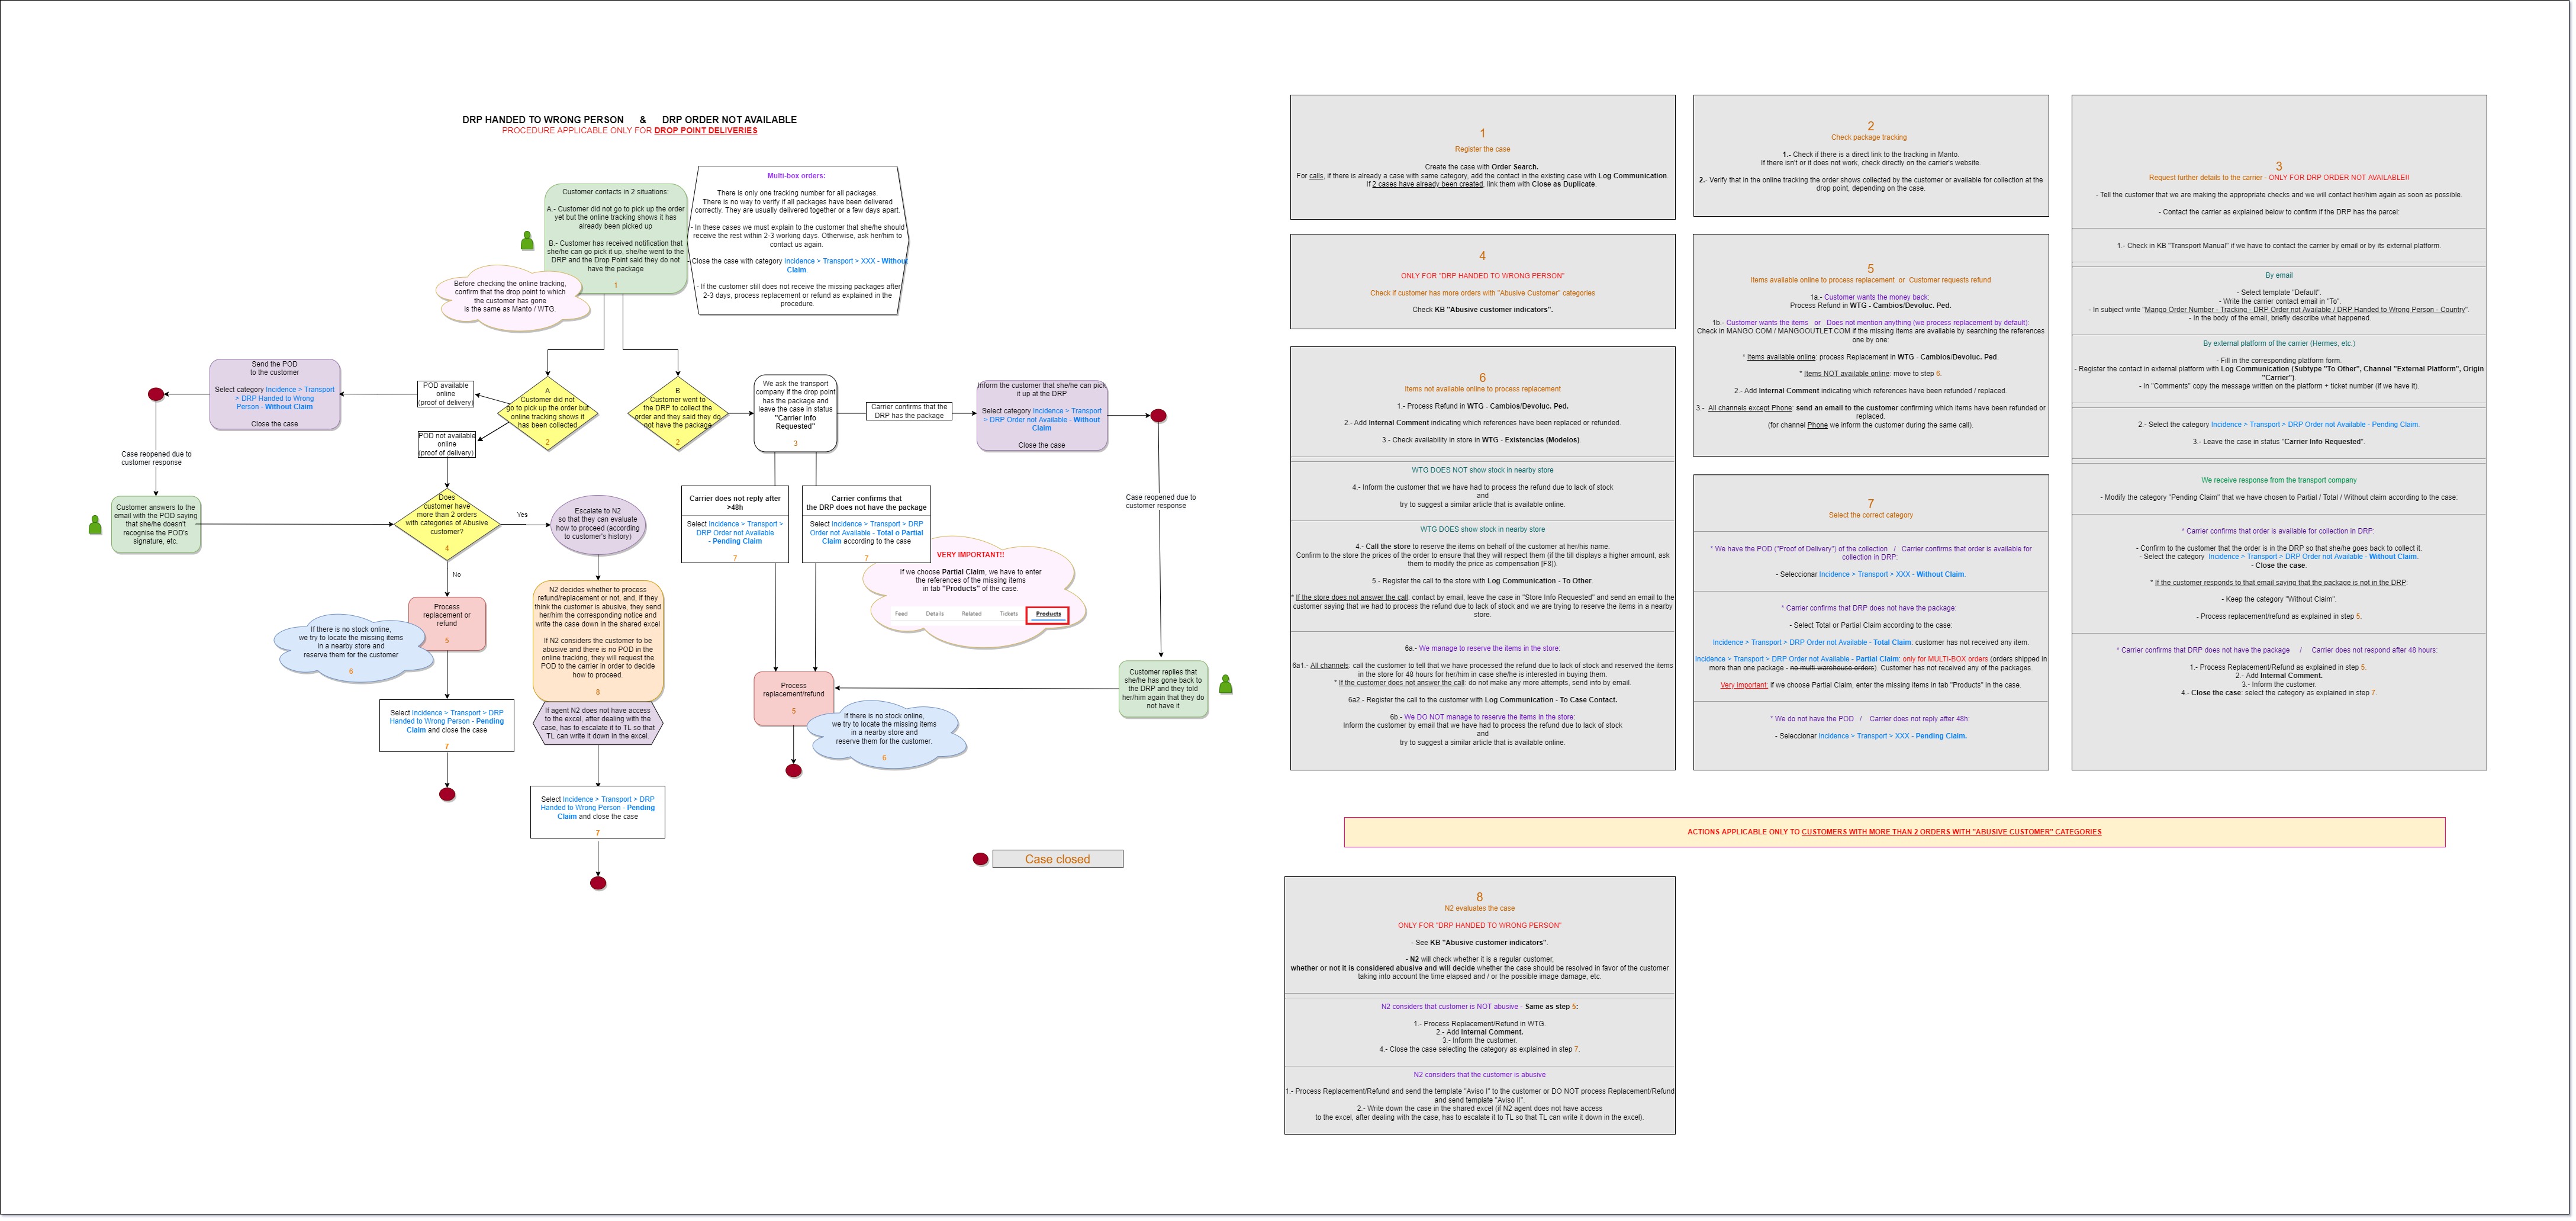 DRP HANDED TO WRONG PERSON & DRP ORDER NOT AVAILABLE
PROCEDURE APPLICABLE ONLY FOR DROP POINT DELIVERIES
Customer contacts in 2 situations:
A.- Customer did not go to pick up the order
yet but the online tracking shows it has
already been picked up
B.- Customer has received notification that
she/he can go pick it up, she/he went to the
DRP and the Drop Point said they do not
have the package
1
Multi-box orders:
There is only one tracking number for all packages.
There is no way to verify if all packages have been delivered
correctly. They are usually delivered together or a few days apart.
- In these cases we must explain to the customer that she/he should
receive the rest within 2-3 working days. Otherwise, ask her/him to
contact us again.
- Close the case with category Incidence > Transport > XXX - Without
Claim.
- If the customer still does not receive the missing packages after
2-3 days, process replacement or refund as explained in the
procedure.
Before checking the online tracking,
confirm that the drop point to which
the customer has gone
is the same as Manto / WTG.
Send the POD
to the customer
Select category Incidence > Transport
> DRP Handed to Wrong
Person - Without Claim
Close the case
POD available
online
(proof of delivery)
POD not available
online
(proof of delivery)
A
Customer did not
go to pick up the order but
online tracking shows it
has been collected
2
B
Customer went to
the DRP to collect the
order and they said they do
not have the package
2
We ask the transport
company if the drop point
has the package and
leave the case in status
"Carrier Info
Requested"
3
Carrier confirms that the
DRP has the package
Inform the customer that she/he can pick
it up at the DRP
Select category Incidence > Transport
> DRP Order not Available - Without
Claim
Close the case
Case reopened due to
customer response
Customer answers to the
email with the POD saying
that she/he doesn't
recognise the POD's
signature, etc.
Does
customer have
more than 2 orders
with categories of Abusive
customer?
4
Yes
No
Escalate to N2
so that they can evaluate
how to proceed (according
to customer's history)
Carrier does not reply after
>48h
Select Incidence > Transport >
DRP Order not Available
- Pending Claim
7
Carrier confirms that
the DRP does not have the package
Select Incidence > Transport > DRP
Order not Available - Total o Partial
Claim according to the case
7
Case reopened due to
customer response
VERY IMPORTANT!!
If we choose Partial Claim, we have to enter
the references of the missing items
in tab "Products" of the case.
Feed Details Related Tickets Products
N2 decides whether to process
refund/replacement or not, and, if they
think the customer is abusive, they send
her/him the corresponding notice and
write the case down in the shared excel
If N2 considers the customer to be
abusive and there is no POD in the
online tracking, they will request the
POD to the carrier in order to decide
how to proceed.
8
Process
replacement or
refund
5
If there is no stock online,
we try to locate the missing items
in a nearby store and
reserve them for the customer
6
Process
replacement/refund
5
If there is no stock online,
we try to locate the missing items
in a nearby store and
reserve them for the customer.
6
Customer replies that
she/he has gone back to
the DRP and they told
her/him again that they do
not have it
Select Incidence > Transport > DRP
Handed to Wrong Person - Pending
Claim and close the case
7
If agent N2 does not have access
to the excel, after dealing with the
case, has to escalate it to TL so that
TL can write it down in the excel.
Select Incidence > Transport > DRP
Handed to Wrong Person - Pending
Claim and close the case
7
Case closed
1
Register the case
Create the case with Order Search.
For calls, if there is already a case with same category, add the contact in the existing case with Log Communication.
If 2 cases have already been created, link them with Close as Duplicate.
2
Check package tracking
1.- Check if there is a direct link to the tracking in Manto.
If there isn't or it does not work, check directly on the carrier's website.
2.- Verify that in the online tracking the order shows collected by the customer or available for collection at the
drop point, depending on the case.
3
Request further details to the carrier - ONLY FOR DRP ORDER NOT AVAILABLE!!
- Tell the customer that we are making the appropriate checks and we will contact her/him again as soon as possible.
- Contact the carrier as explained below to confirm if the DRP has the parcel:
1.- Check in KB "Transport Manual" if we have to contact the carrier by email or by its external platform.
By email
- Select template "Default".
- Write the carrier contact email in "To".
- In subject write "Mango Order Number - Tracking - DRP Order not Available / DRP Handed to Wrong Person - Country".
- In the body of the email, briefly describe what happened.
By external platform of the carrier (Hermes, etc.)
- Fill in the corresponding platform form.
- Register the contact in external platform with Log Communication (Subtype "To Other", Channel "External Platform", Origin
"Carrier").
- In "Comments" copy the message written on the platform + ticket number (if we have it).
2.- Select the category Incidence > Transport > DRP Order not Available - Pending Claim.
3.- Leave the case in status "Carrier Info Requested".
We receive response from the transport company
- Modify the category "Pending Claim" that we have chosen to Partial / Total / Without claim according to the case:
* Carrier confirms that order is available for collection in DRP:
- Confirm to the customer that the order is in the DRP so that she/he goes back to collect it.
- Select the category Incidence > Transport > DRP Order not Available - Without Claim.
- Close the case.
* If the customer responds to that email saying that the package is not in the DRP:
- Keep the category "Without Claim".
- Process replacement/refund as explained in step 5.
* Carrier confirms that DRP does not have the package / Carrier does not respond after 48 hours:
1.- Process Replacement/Refund as explained in step 5.
2.- Add Internal Comment.
3.- Inform the customer.
4.- Close the case: select the category as explained in step 7.
4
ONLY FOR "DRP HANDED TO WRONG PERSON"
Check if customer has more orders with "Abusive Customer" categories
Check KB "Abusive customer indicators".
5
Items available online to process replacement or Customer requests refund
1a.- Customer wants the money back:
Process Refund in WTG - Cambios/Devoluc. Ped.
1b.- Customer wants the items or Does not mention anything (we process replacement by default):
Check in MANGO.COM / MANGOOUTLET.COM if the missing items are available by searching the references
one by one:
* Items available online: process Replacement in WTG - Cambios/Devoluc. Ped.
* Items NOT available online: move to step 6.
2.- Add Internal Comment indicating which references have been refunded / replaced.
3.- All channels except Phone: send an email to the customer confirming which items have been refunded or
replaced.
(for channel Phone we inform the customer during the same call).
6
Items not available online to process replacement
1.- Process Refund in WTG - Cambios/Devoluc. Ped.
2.- Add Internal Comment indicating which references have been replaced or refunded.
3.- Check availability in store in WTG - Existencias (Modelos).
WTG DOES NOT show stock in nearby store
4.- Inform the customer that we have had to process the refund due to lack of stock
and
try to suggest a similar article that is available online.
WTG DOES show stock in nearby store
4.- Call the store to reserve the items on behalf of the customer at her/his name.
Confirm to the store the prices of the order to ensure that they will respect them (if the till displays a higher amount, ask
them to modify the price as compensation [F8]).
5.- Register the call to the store with Log Communication - To Other.
* If the store does not answer the call: contact by email, leave the case in "Store Info Requested" and send an email to the
customer saying that we had to process the refund due to lack of stock and we are trying to reserve the items in a nearby
store.
6a.- We manage to reserve the items in the store:
6a1.- All channels: call the customer to tell that we have processed the refund due to lack of stock and reserved the items
in the store for 48 hours for her/him in case she/he is interested in buying them.
* If the customer does not answer the call: do not make any more attempts, send info by email.
6a2.- Register the call to the customer with Log Communication - To Case Contact.
6b.- We DO NOT manage to reserve the items in the store:
Inform the customer by email that we have had to process the refund due to lack of stock
and
try to suggest a similar article that is available online.
7
Select the correct category
* We have the POD ("Proof of Delivery") of the collection / Carrier confirms that order is available for
collection in DRP:
- Seleccionar Incidence > Transport > XXX - Without Claim.
* Carrier confirms that DRP does not have the package:
- Select Total or Partial Claim according to the case:
Incidence > Transport > DRP Order not Available - Total Claim: customer has not received any item.
Incidence > Transport > DRP Order not Available - Partial Claim: only for MULTI-BOX orders (orders shipped in
more than one package - no multi-warehouse orders). Customer has not received any of the packages.
Very important: if we choose Partial Claim, enter the missing items in tab "Products" in the case.
* We do not have the POD / Carrier does not reply after 48h:
- Seleccionar Incidence > Transport > XXX - Pending Claim.
ACTIONS APPLICABLE ONLY TO CUSTOMERS WITH MORE THAN 2 ORDERS WITH "ABUSIVE CUSTOMER" CATEGORIES
8
N2 evaluates the case
ONLY FOR "DRP HANDED TO WRONG PERSON"
- See KB "Abusive customer indicators".
- N2 will check whether it is a regular customer,
whether or not it is considered abusive and will decide whether the case should be resolved in favor of the customer
taking into account the time elapsed and / or the possible image damage, etc.
N2 considers that customer is NOT abusive - Same as step 5:
1.- Process Replacement/Refund in WTG.
2.- Add Internal Comment.
3.- Inform the customer.
4.- Close the case selecting the category as explained in step 7.
N2 considers that the customer is abusive
1.- Process Replacement/Refund and send the template "Aviso I" to the customer or DO NOT process Replacement/Refund
and send template "Aviso II".
2.- Write down the case in the shared excel (if N2 agent does not have access
to the excel, after dealing with the case, has to escalate it to TL so that TL can write it down in the excel).